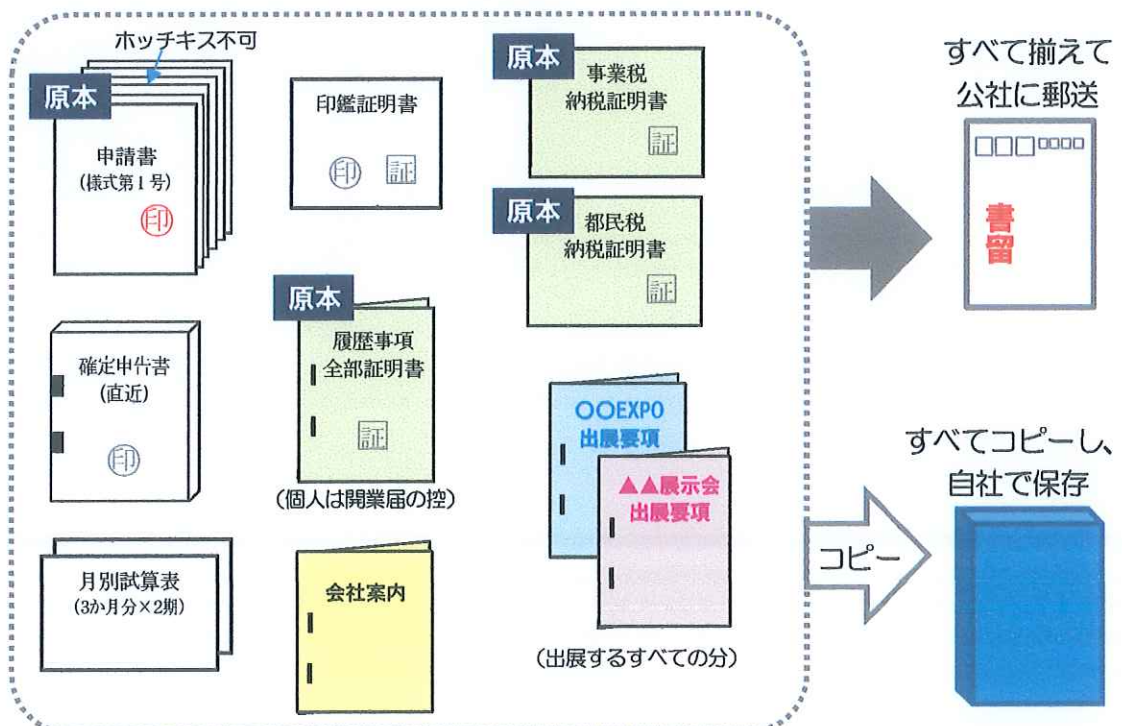 ホッチキス不可
原本
申請書
(様式第1号)
印
印鑑証明書
印 証
原本
事業税
納税証明書
証
原本
都民税
納税証明書
証
確定申告書
(直近)
印
原本
履歴事項
全部証明書
証
(個人は開業届の控)
〇〇EXPO
出展要項
▲▲展示会
出展要項
(出展するすべての分)
月別試算表
(3か月分×2期)
会社案内
すべて揃えて
公社に郵送
書留
コピー
すべてコピーし、
自社で保存